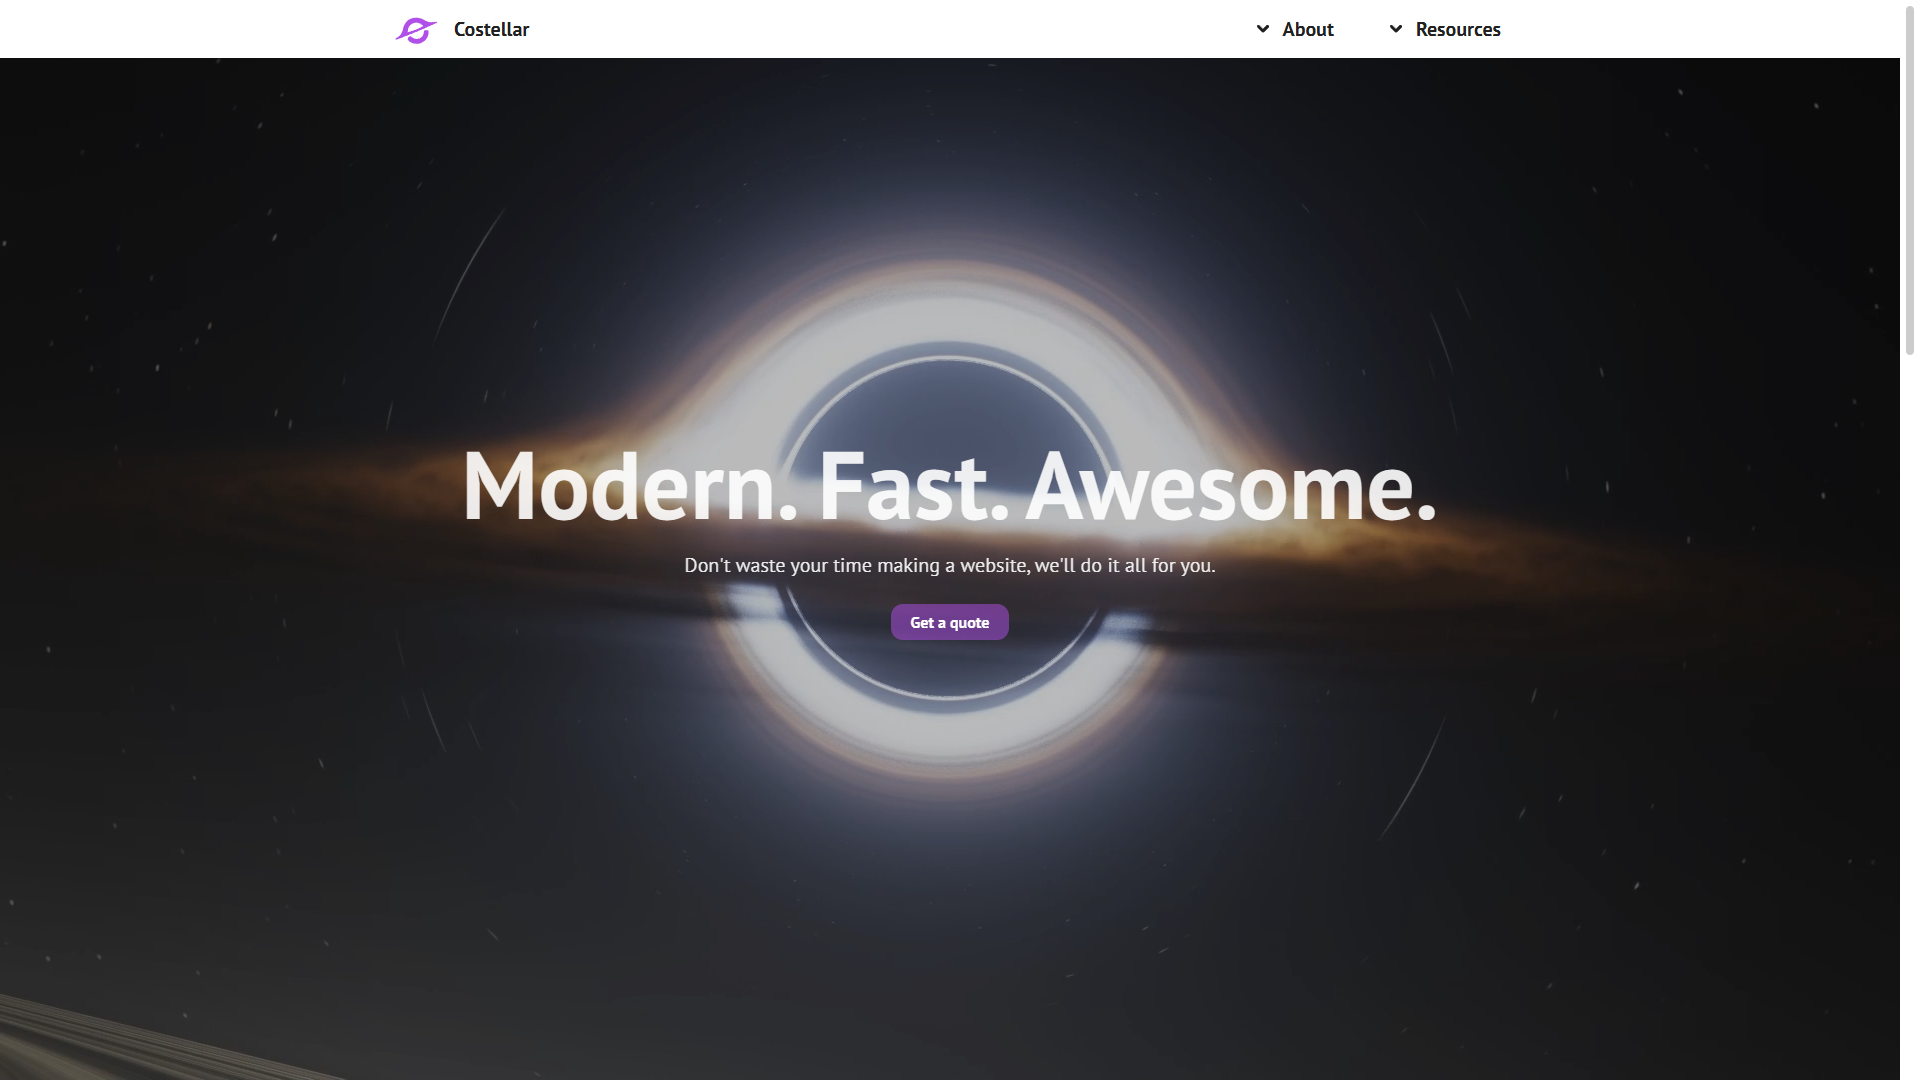 Costellar
About
Resources
Modern. Fast. Awesome.
Don't waste your time making a website, we'll do it all for you.
Get a quote